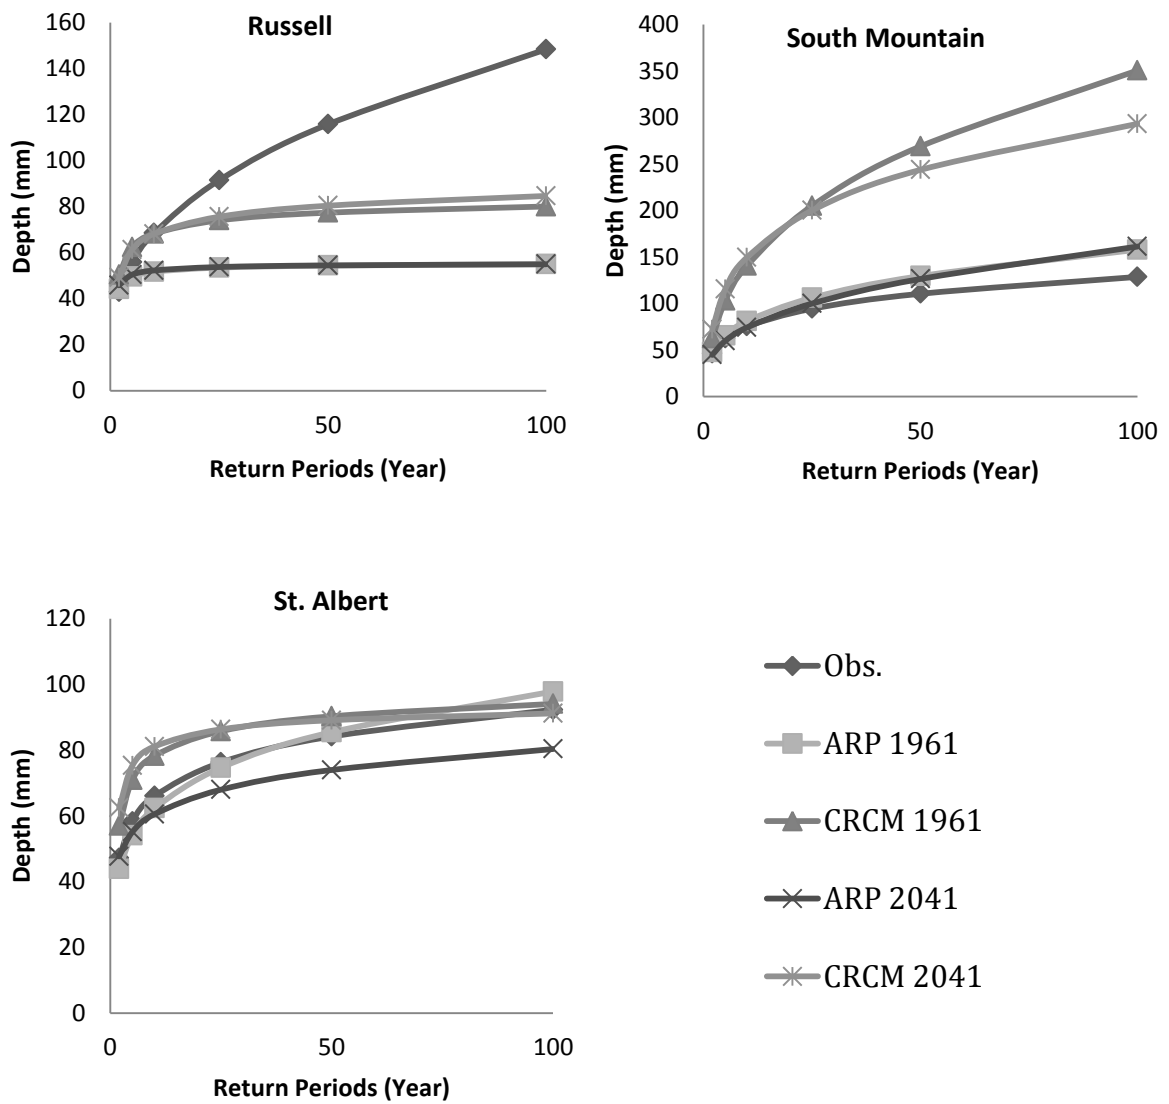 Russell
160
140
120
100
80
60
40
20
0
Depth (mm)
0 50 100
Return Periods (Year)
South Mountain
400
350
300
250
200
150
100
50
0
Depth (mm)
0 50 100
Return Periods (Year)
St. Albert
120
100
80
60
40
20
0
Depth (mm)
0 50 100
Return Periods (Year)
Obs.
ARP 1961
CRCM 1961
ARP 2041
CRCM 2041